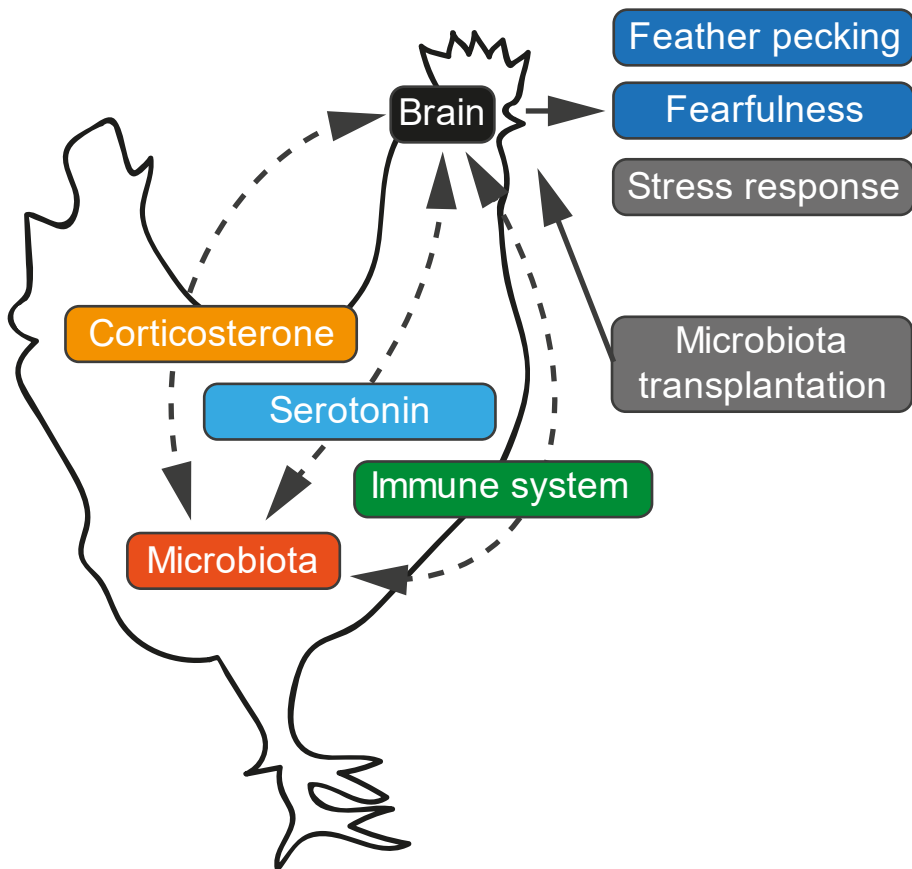 Feather pecking
Brain
Fearfulness
Stress response
Corticosterone
Microbiota
transplantation
Serotonin
Immune system
Microbiota